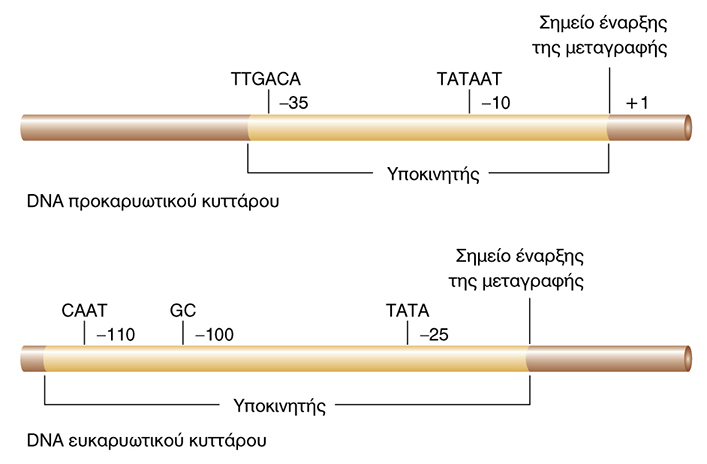 Σημείο έναρξης
της μεταγραφής
TTGACA
TATAAT
−35
−10
+1
Υποκινητής
DNA προκαρυωτικού κυττάρου
Σημείο έναρξης
της μεταγραφής
CAAT
GC
TATA
−110
−100
−25
Υποκινητής
DNA ευκαρυωτικού κυττάρου